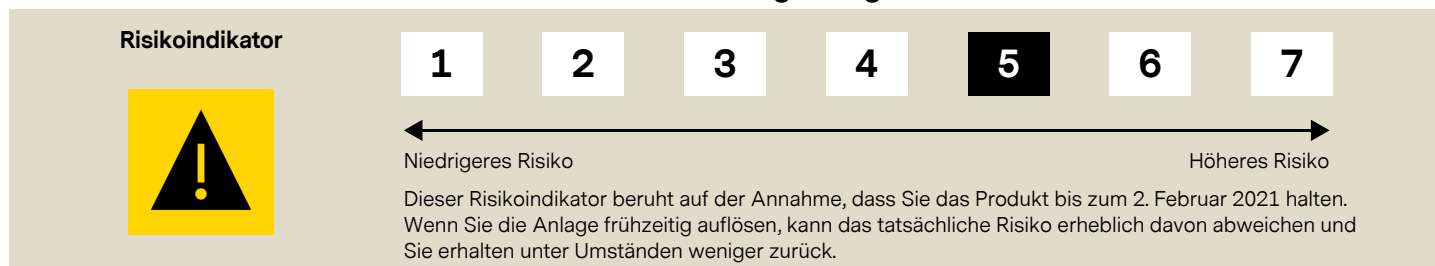 Risikoindikator
1 2 3 4 5 6 7
Niedrigeres Risiko Höheres Risiko
Dieser Risikoindikator beruht auf der Annahme, dass Sie das Produkt bis zum 2. Februar 2021 halten.
Wenn Sie die Anlage frühzeitig auflösen, kann das tatsächliche Risiko erheblich davon abweichen und
Sie erhalten unter Umständen weniger zurück.